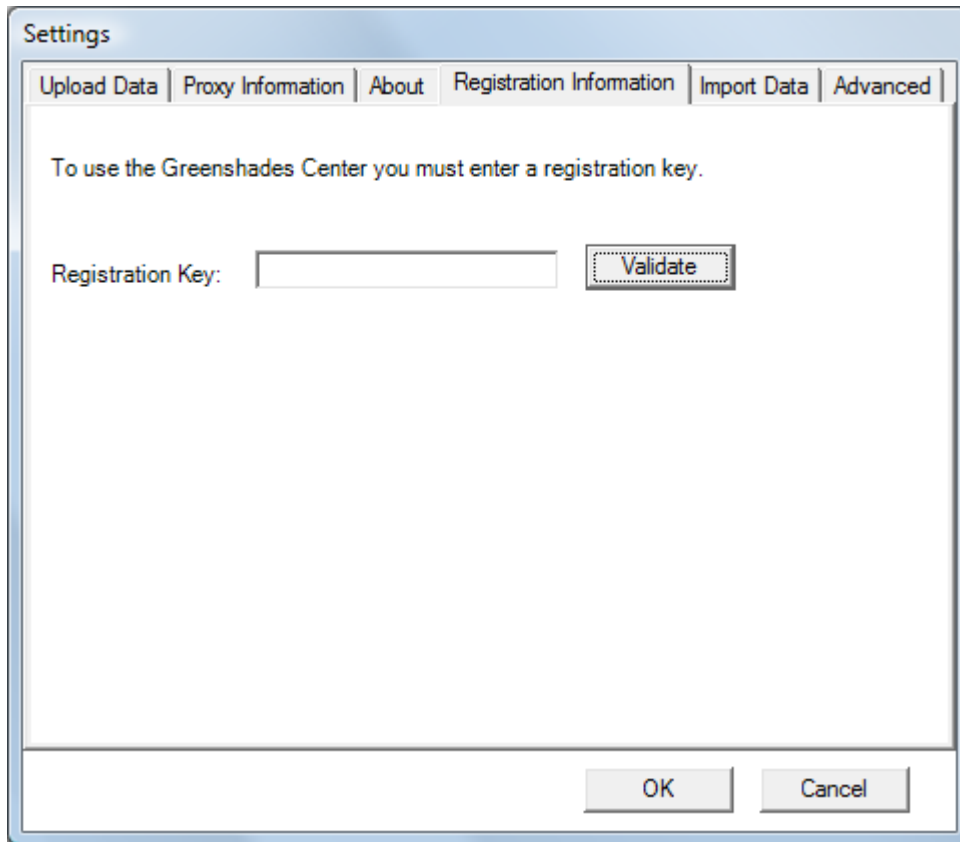 Settings
Upload Data Proxy Information About Registration Information Import Data Advanced
To use the Greenshades Center you must enter a registration key.
Registration Key: Validate
OK Cancel